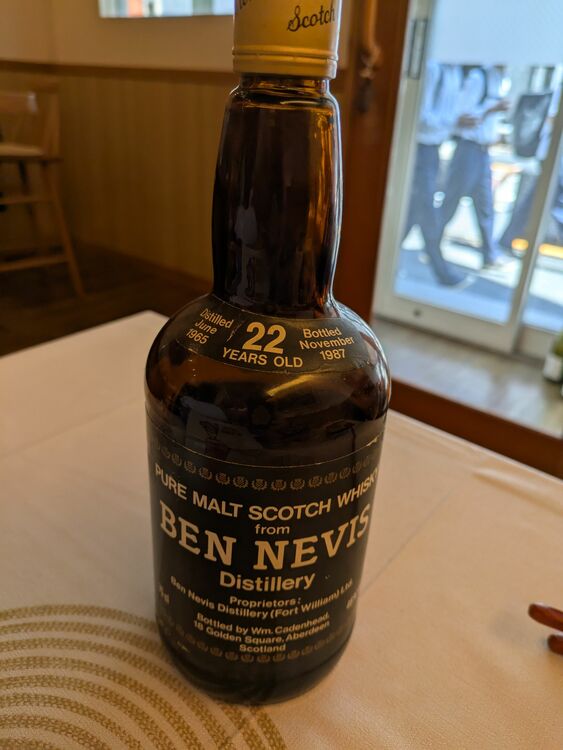 Scotch
Distilled
June
1965
22
YEARS OLD
Bottled
November
1987
PURE MALT SCOTCH WHISKY
from
BEN NEVIS
Distillery
Proprietors:
Ben Nevis Distillery (Fort William) Ltd.
Bottled by Wm. Cadenhead,
18 Golden Square, Aberdeen
Scotland